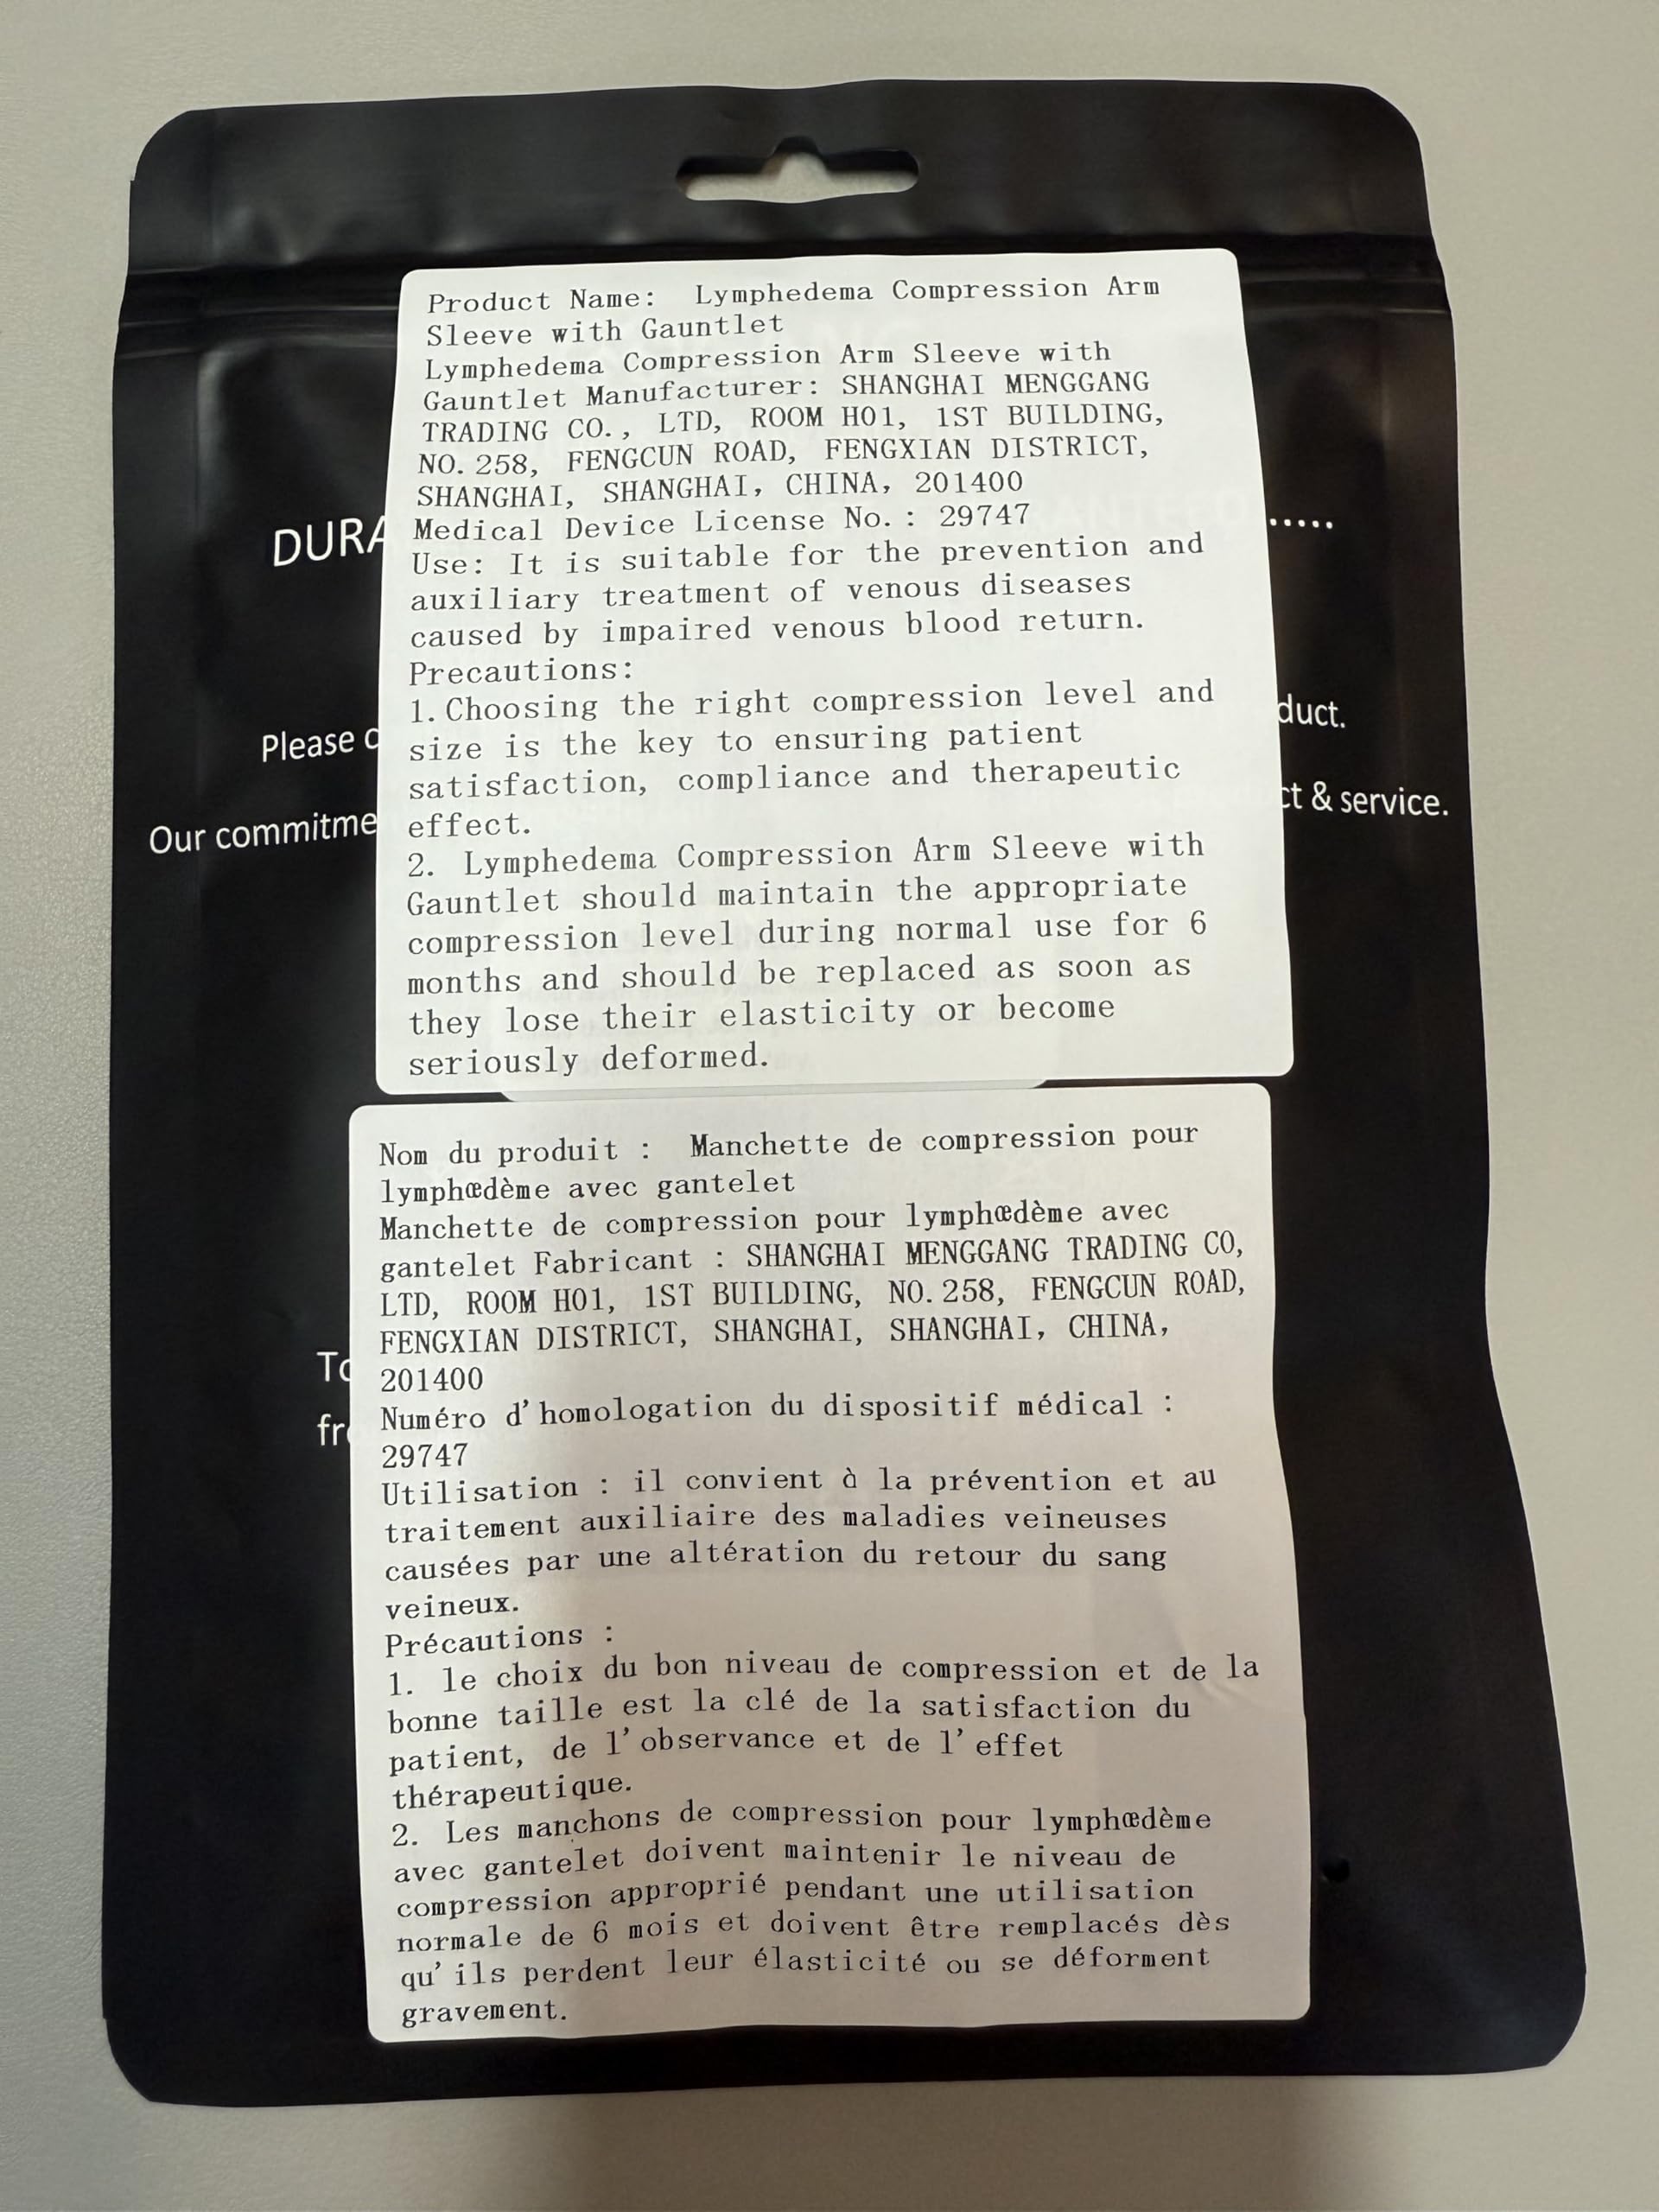 Product Name: Lymphedema Compression Arm
Sleeve with Gauntlet
Lymphedema Compression Arm Sleeve with
Gauntlet Manufacturer: SHANGHAI MENGGANG
TRADING CO., LTD, ROOM H01, 1ST BUILDING,
NO. 258, FENGCUN ROAD, FENGXIAN DISTRICT,
SHANGHAI, SHANGHAI, CHINA, 201400
Medical Device License No.: 29747
Use: It is suitable for the prevention and
auxiliary treatment of venous diseases
caused by impaired venous blood return.
Precautions:
1. Choosing the right compression level and
size is the key to ensuring patient
satisfaction, compliance and therapeutic
effect.
2. Lymphedema Compression Arm Sleeve with
Gauntlet should maintain the appropriate
compression level during normal use for 6
months and should be replaced as soon as
they lose their elasticity or become
seriously deformed.
DURA
.....
Please
duct.
Our commitme
ct & service.
Nom du produit : Manchette de compression pour
lymphœdème avec gantelet
Manchette de compression pour lymphœdème avec
gantelet Fabricant : SHANGHAI MENGGANG TRADING CO,
LTD, ROOM H01, 1ST BUILDING, NO. 258, FENGCUN ROAD,
FENGXIAN DISTRICT, SHANGHAI, SHANGHAI, CHINA,
201400
Numéro d'homologation du dispositif médical :
29747
Utilisation : il convient à la prévention et au
traitement auxiliaire des maladies veineuses
causées par une altération du retour du sang
veineux.
Précautions :
1. le choix du bon niveau de compression et de la
bonne taille est la clé de la satisfaction du
patient, de l'observance et de l'effet
thérapeutique.
2. Les manchons de compression pour lymphœdème
avec gantelet doivent maintenir le niveau de
compression approprié pendant une utilisation
normale de 6 mois et doivent être remplacés dès
qu'ils perdent leur élasticité ou se déforment
gravement.